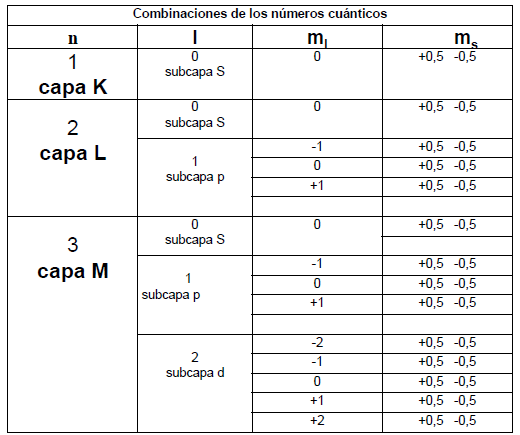 Combinaciones de los números cuánticos
n l ml ms
1 0 0 +0,5 -0,5
capa K subcapa S
2 0 0 +0,5 -0,5
capa L subcapa S
1 -1 +0,5 -0,5
subcapa p 0 +0,5 -0,5
+1 +0,5 -0,5
3 0 0 +0,5 -0,5
capa M subcapa S
1 -1 +0,5 -0,5
subcapa p 0 +0,5 -0,5
+1 +0,5 -0,5
2 -2 +0,5 -0,5
subcapa d -1 +0,5 -0,5
0 +0,5 -0,5
+1 +0,5 -0,5
+2 +0,5 -0,5